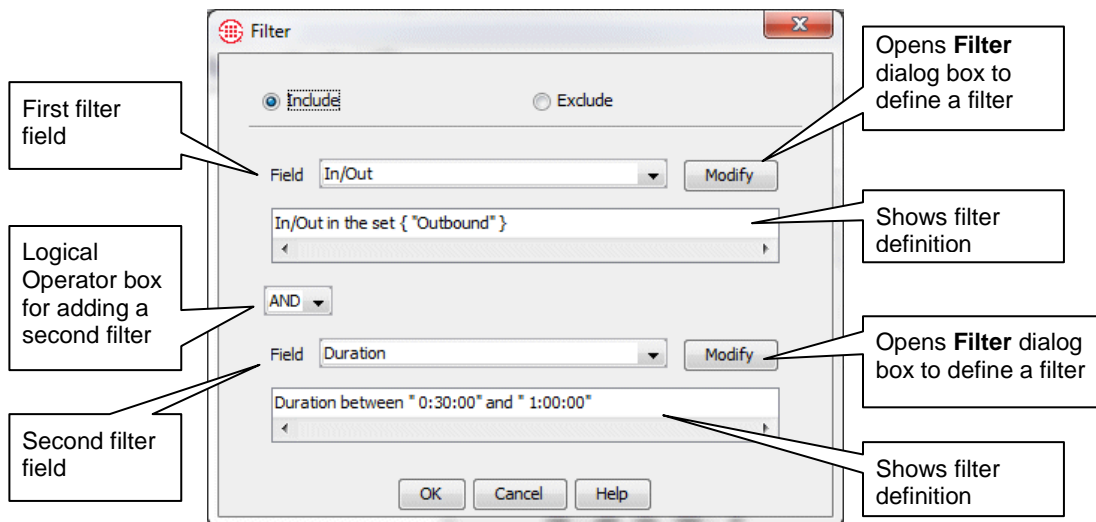 Filter
X
Include
Exclude
First filter
field
Opens Filter
dialog box to
define a filter
Field In/Out
Modify
In/Out in the set { "Outbound" }
Shows filter
definition
Logical
Operator box
for adding a
second filter
AND
Field Duration
Modify
Opens Filter dialog
box to define a filter
Duration between " 0:30:00" and " 1:00:00"
Second filter
field
Shows filter
definition
OK
Cancel
Help